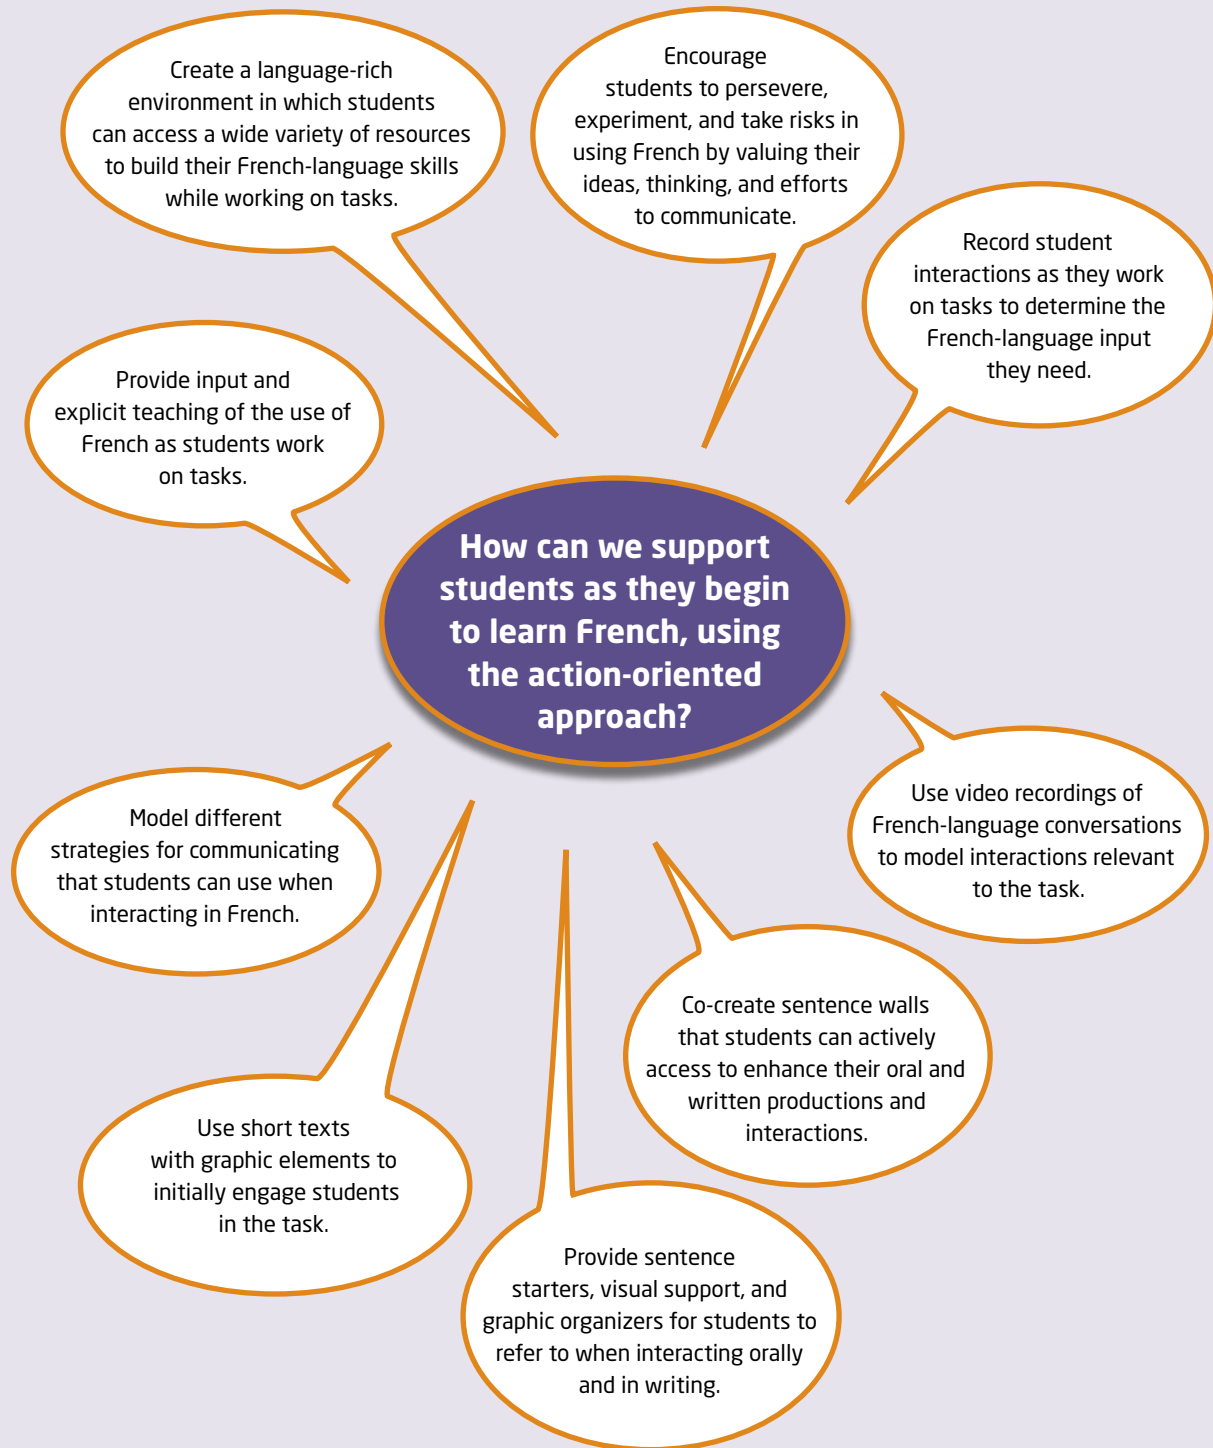 Create a language-rich
environment in which students
can access a wide variety of resources
to build their French-language skills
while working on tasks.
Encourage
students to persevere,
experiment, and take risks in
using French by valuing their
ideas, thinking, and efforts
to communicate.
Record student
interactions as they work
on tasks to determine the
French-language input
they need.
Provide input and
explicit teaching of the use of
French as students work
on tasks.
How can we support
students as they begin
to learn French, using
the action-oriented
approach?
Model different
strategies for communicating
that students can use when
interacting in French.
Use video recordings of
French-language conversations
to model interactions relevant
to the task.
Co-create sentence walls
that students can actively
access to enhance their oral and
written productions and
interactions.
Use short texts
with graphic elements to
initially engage students
in the task.
Provide sentence
starters, visual support, and
graphic organizers for students to
refer to when interacting orally
and in writing.